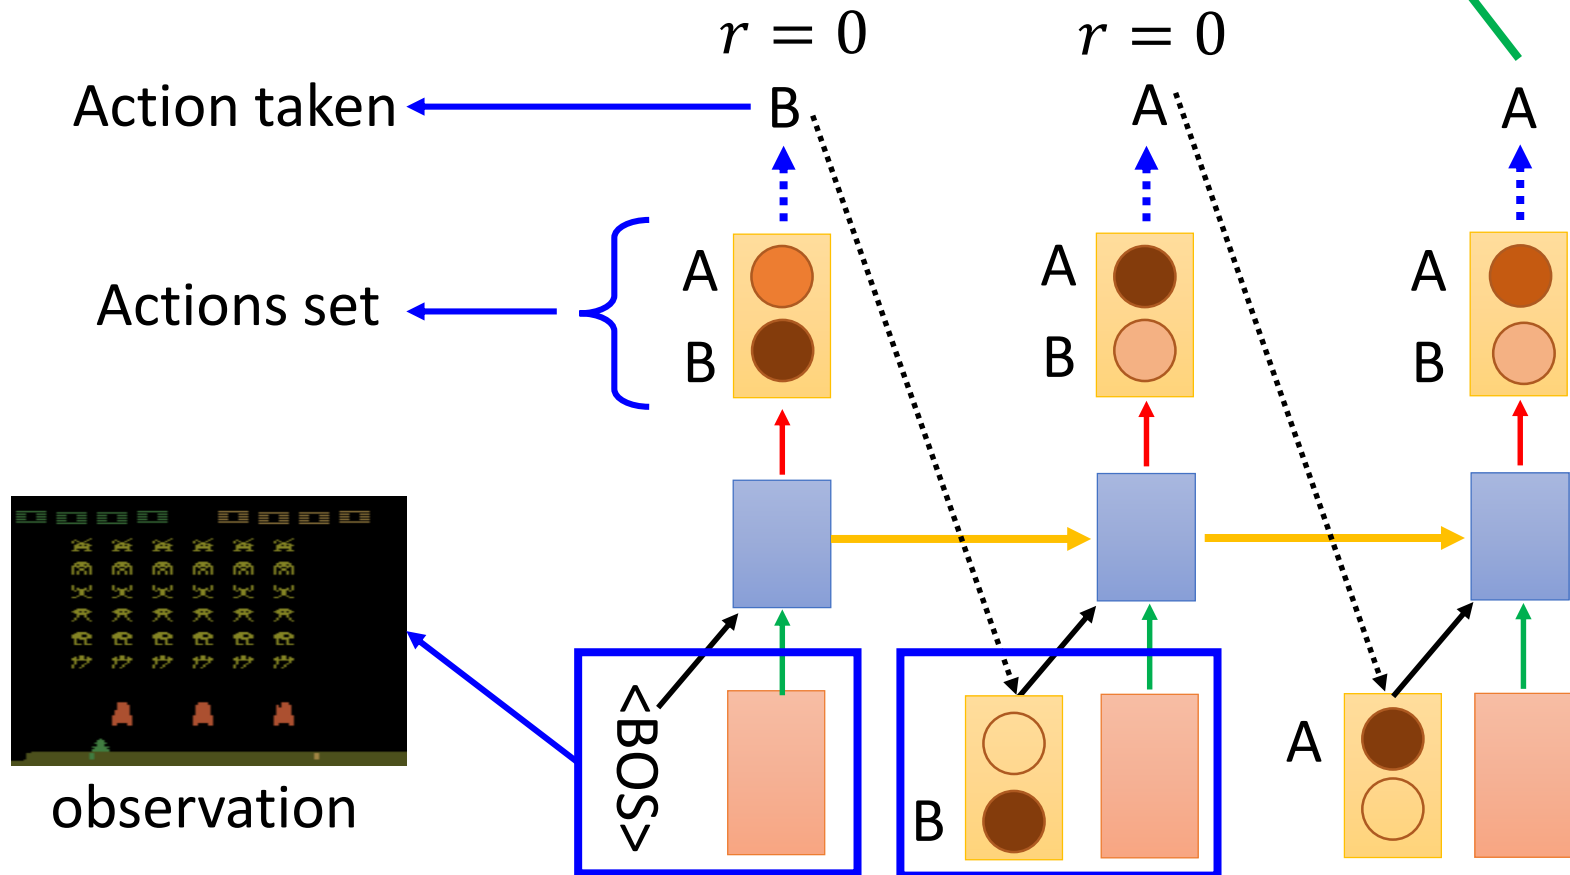 r = 0
r = 0
Action taken
B
A
A
Actions set
A
B
A
B
A
B
observation
<BOS>
B
A